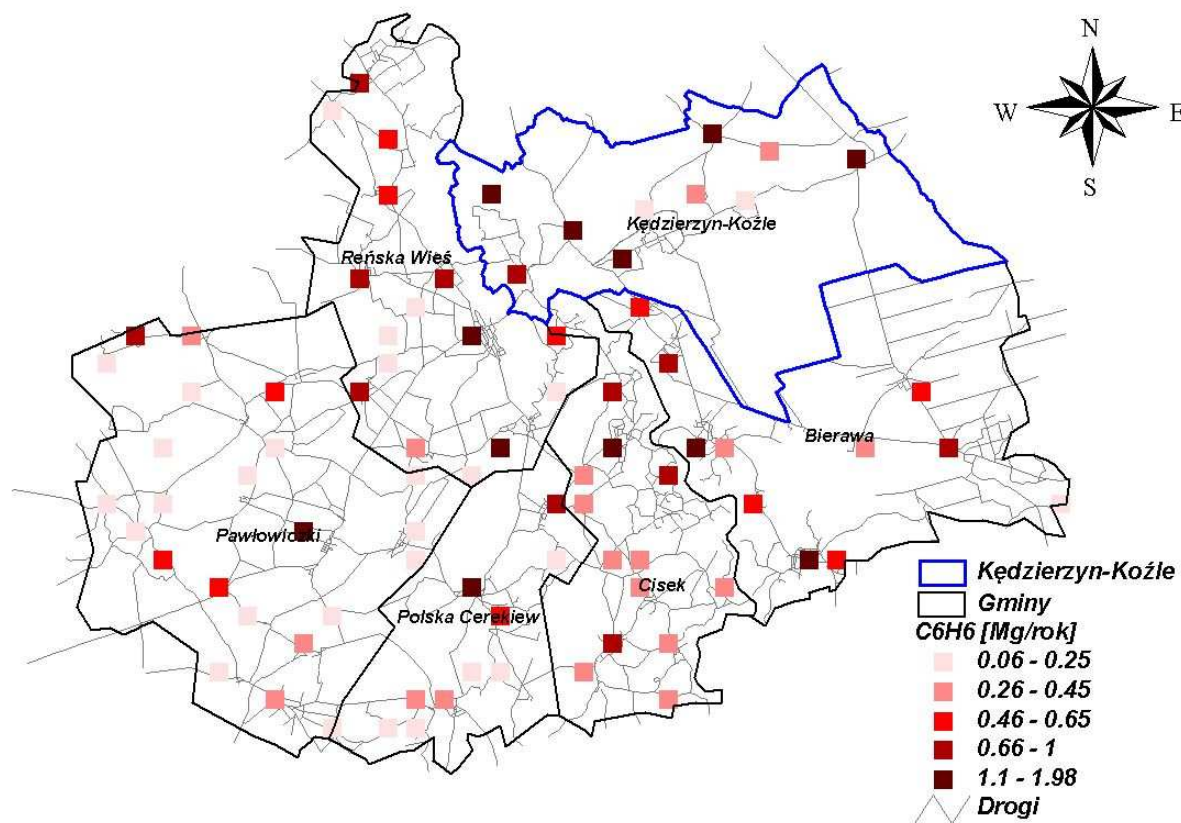 N
W E
S
Kędzierzyn-Koźle
Reńska Wieś
Bierawa
Pawłowiczki
Cisek
Polska Cerekiew
Kędzierzyn-Koźle
Gminy
C6H6 [Mg/rok]
0.06 - 0.25
0.26 - 0.45
0.46 - 0.65
0.66 - 1
1.1 - 1.98
Drogi